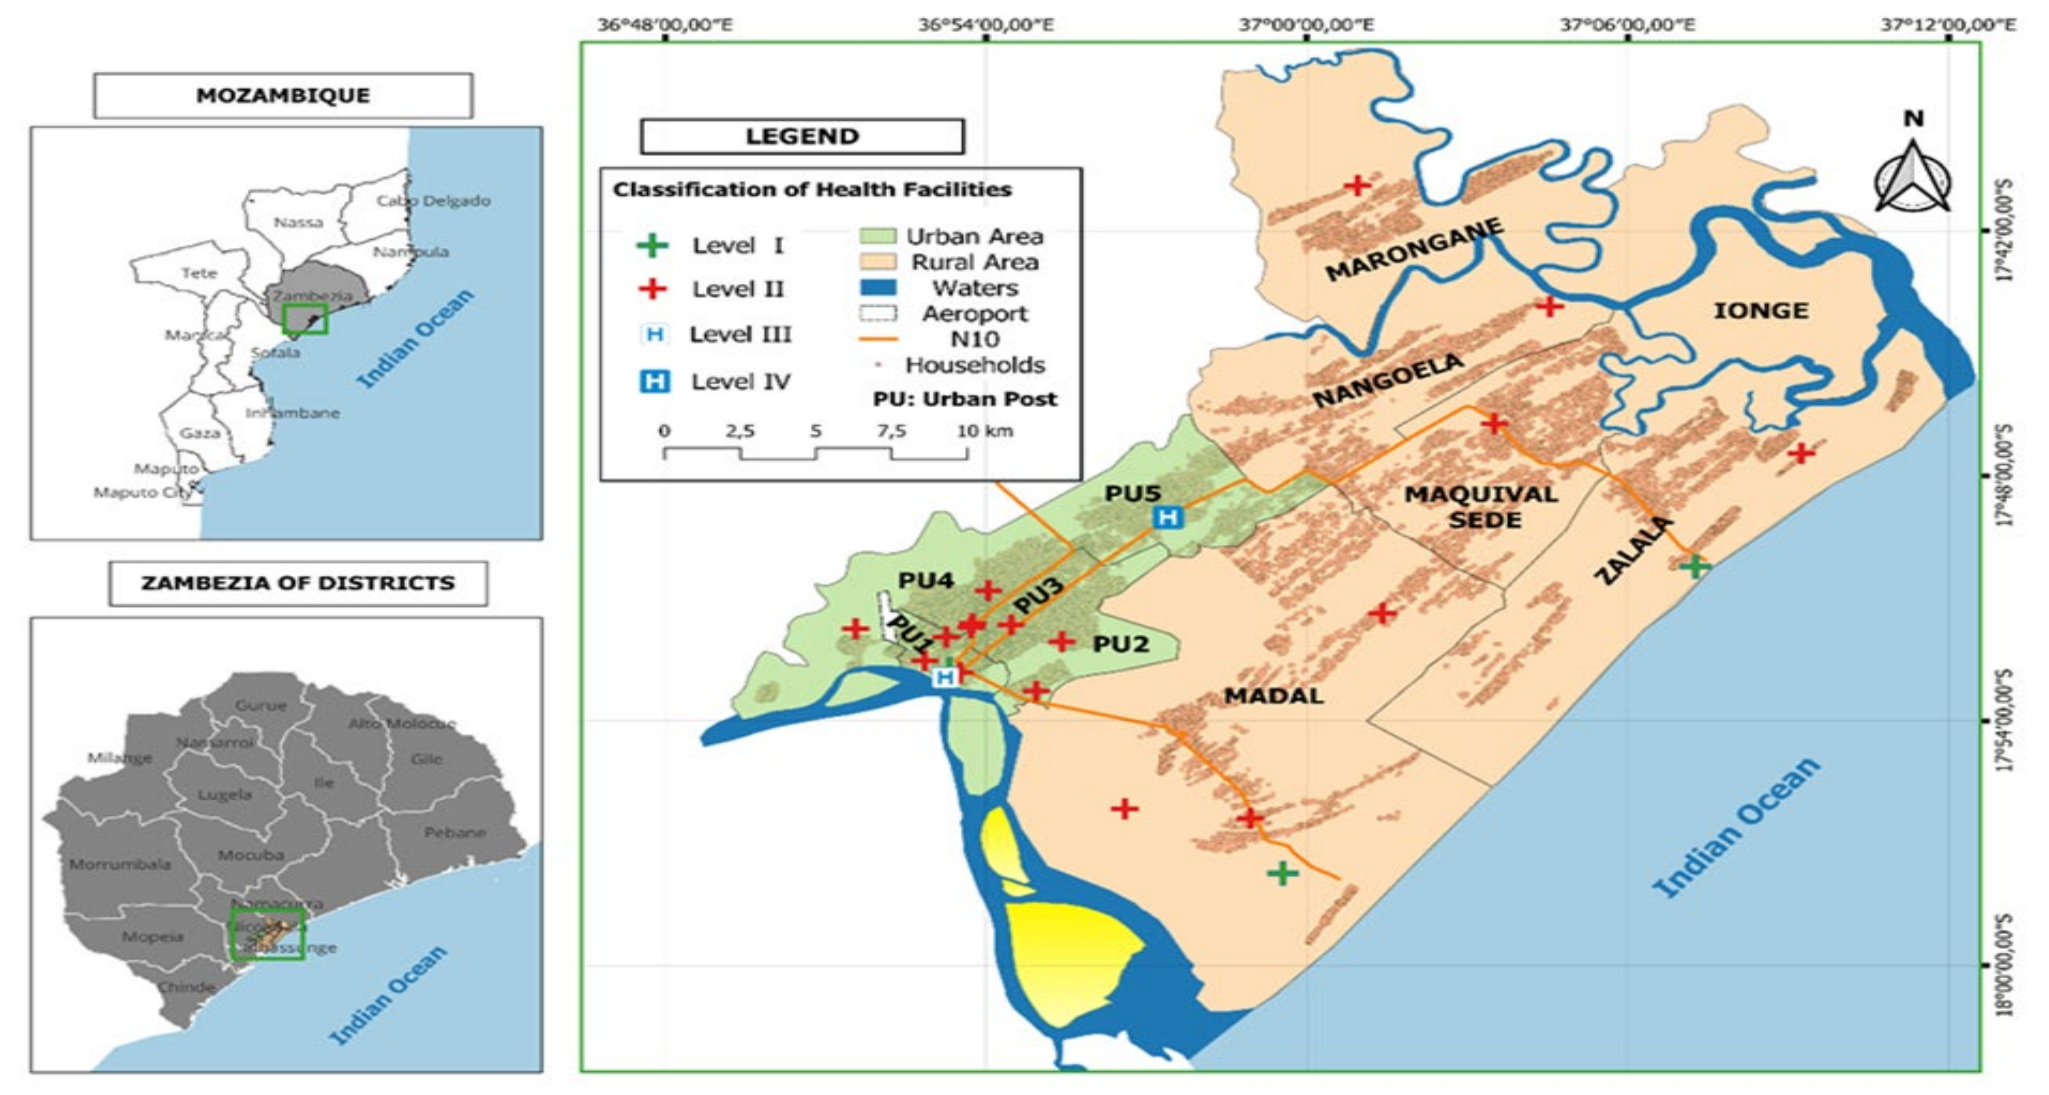 36°48'00,00"E
36°54'00,00"E
37°00'00,00"E
37°06'00,00"E
37°12'00,00"E
MOZAMBIQUE
Nassa
Cabo Delgado
Nampula
Tete
Zambezia
Manica
Sofala
Inhambane
Gaza
Maputo
Maputo City
Indian Ocean
ZAMBEZIA OF DISTRICTS
Gurue
Alto Molocue
Namarroi
Milange
Gile
Ile
Lugela
Pebane
Mocuba
Morrumbala
Namacurra
Mopeia
Chinde
Indian Ocean
LEGEND
Classification of Health Facilities
Level I
Level II
H Level III
H Level IV
Urban Area
Rural Area
Waters
Aeroport
N10
Households
PU: Urban Post
0 2,5 5 7,5 10 km
N
MARONGANE
IONGE
NANGOELA
PU5
H
MAQUIVAL
SEDE
ZALALA
PU4
PU3
PU1
PU2
H
MADAL
Indian Ocean
17°42'00,00"S
17°48'00,00"S
17°54'00,00"S
18°00'00,00"S